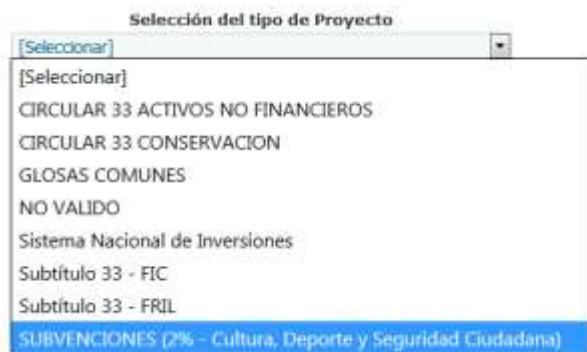 Selección del tipo de Proyecto
[Seleccionar]
[Seleccionar]
CIRCULAR 33 ACTIVOS NO FINANCIEROS
CIRCULAR 33 CONSERVACION
GLOSAS COMUNES
NO VALIDO
Sistema Nacional de Inversiones
Subtítulo 33 - FIC
Subtítulo 33 - FRIL
SUBVENCIONES (2% - Cultura, Deporte y Seguridad Ciudadana)